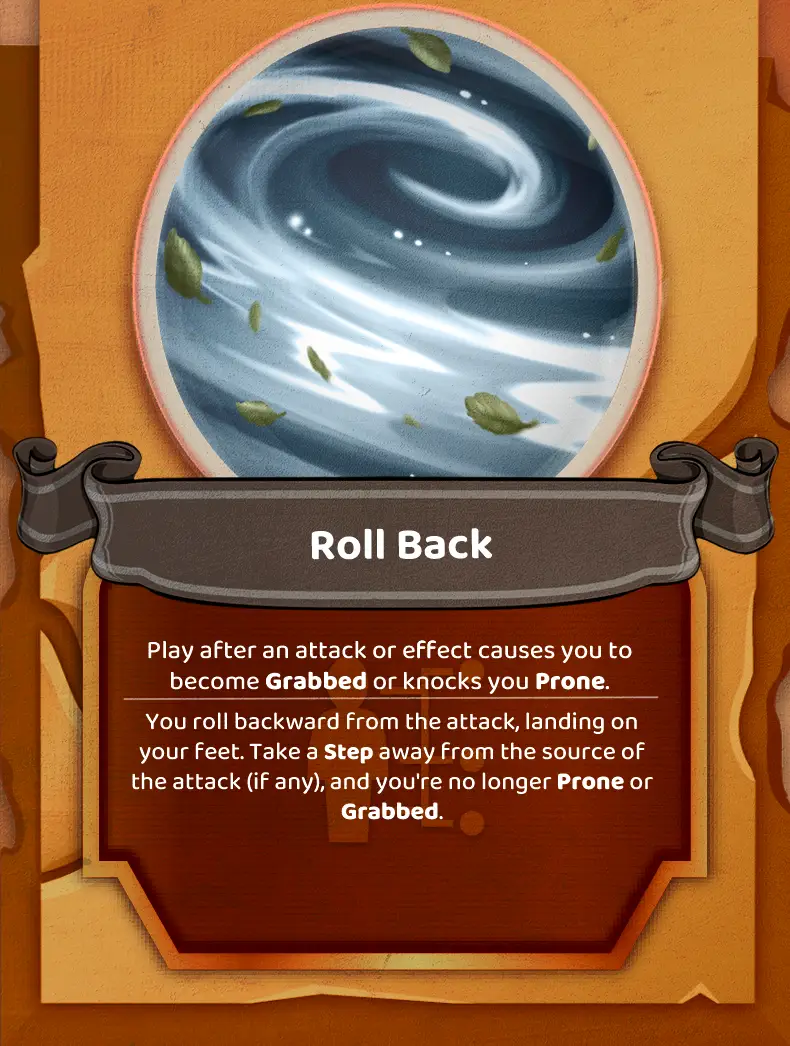 Roll Back
Play after an attack or effect causes you to
become Grabbed or knocks you Prone.
You roll backward from the attack, landing on
your feet. Take a Step away from the source of
the attack (if any), and you're no longer Prone or
Grabbed.